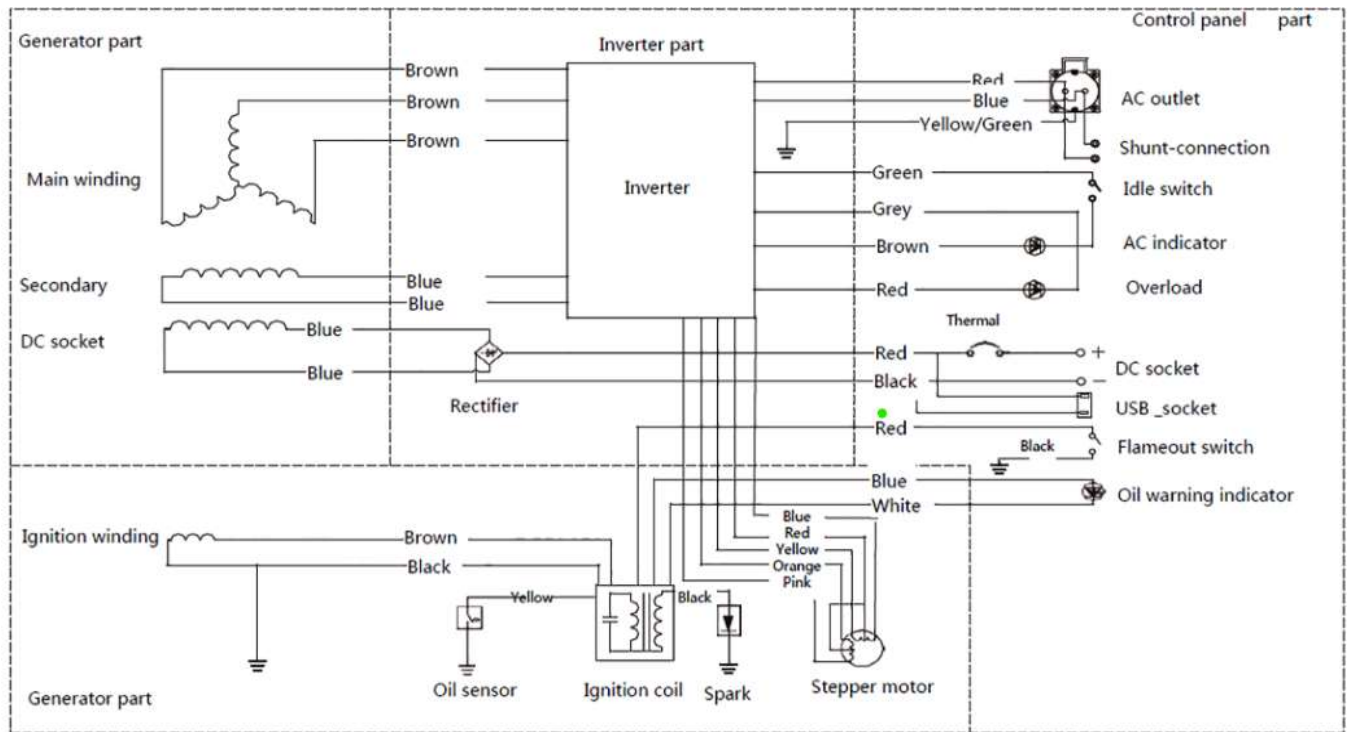 Control panel part
Generator part
Inverter part
Brown
Brown
Brown
Main winding
Inverter
Red
Blue
Yellow/Green
AC outlet
Shunt-connection
Green
Idle switch
Grey
Brown
AC indicator
Red
Overload
Secondary
Blue
Blue
DC socket
Blue
Blue
Rectifier
Thermal
Red
+
DC socket
Black
−
USB _socket
Red
Black
Flameout switch
Blue
White
Oil warning indicator
Ignition winding
Brown
Black
Blue
Red
Yellow
Orange
Pink
Yellow
Black
Oil sensor
Ignition coil
Spark
Stepper motor
Generator part